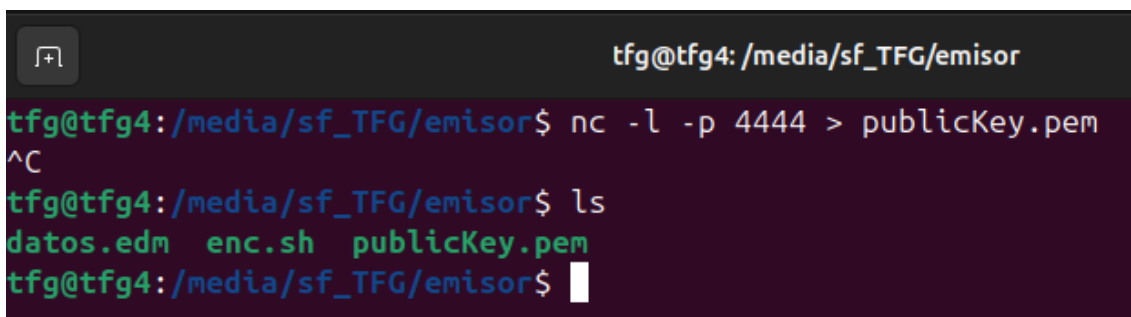 tfg@tfg4: /media/sf_TFG/emisor
tfg@tfg4:/media/sf_TFG/emisor$ nc -l -p 4444 > publicKey.pem
^C
tfg@tfg4:/media/sf_TFG/emisor$ ls
datos.edm  enc.sh  publicKey.pem
tfg@tfg4:/media/sf_TFG/emisor$